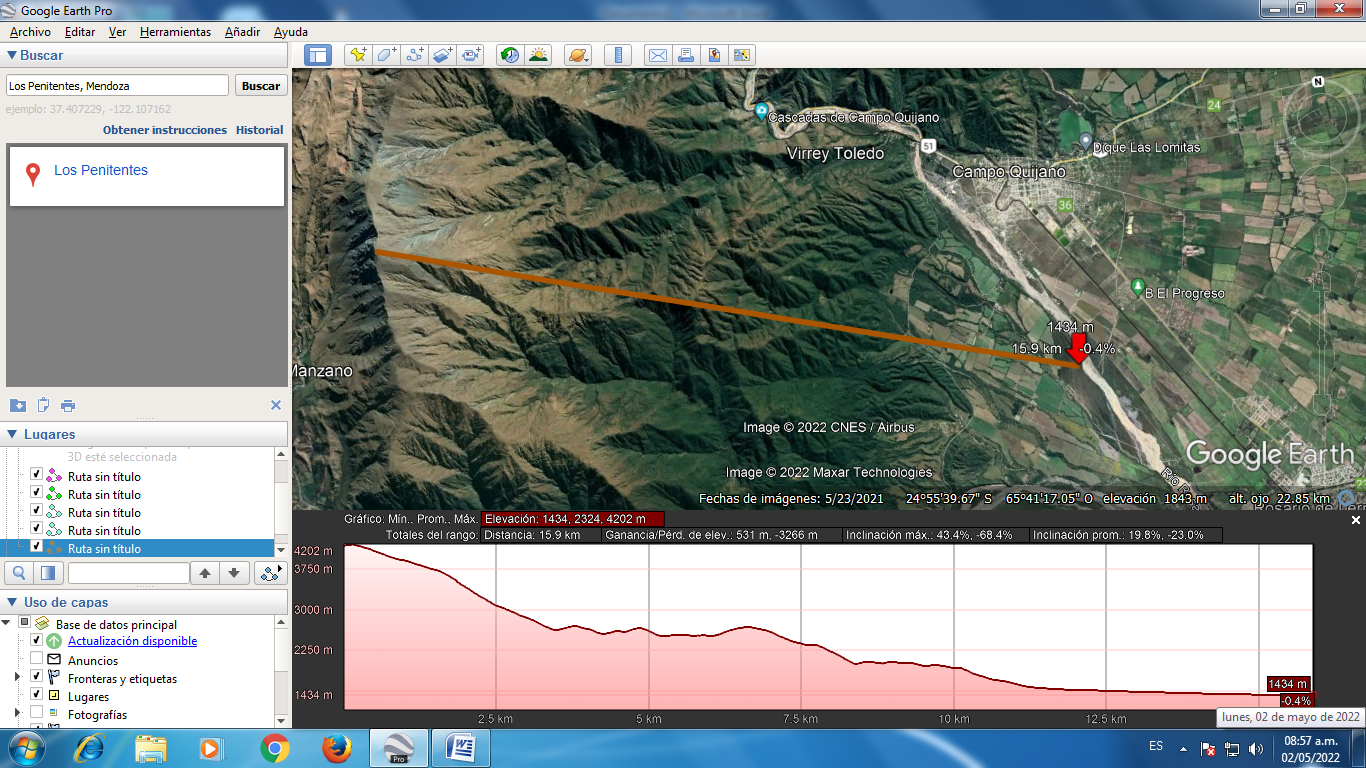 Google Earth Pro
Archivo Editar Ver Herramientas Añadir Ayuda
Buscar
Los Penitentes, Mendoza
Buscar
ejemplo: 37.407229, -122.107162
Obtener instrucciones Historial
Los Penitentes
Lugares
3D esté seleccionada
Ruta sin título
Ruta sin título
Ruta sin título
Ruta sin título
Ruta sin título
Uso de capas
Base de datos principal
Actualización disponible
Anuncios
Fronteras y etiquetas
Lugares
Fotografías
N
24
Cascadas de Campo Quijano
Virrey Toledo
51
Dique Las Lomitas
Campo Quijano
36
B El Progreso
1434 m
15.9 km -0.4%
Manzano
Image © 2022 CNES / Airbus
Image © 2022 Maxar Technologies
Google Earth
Fechas de imágenes: 5/23/2021 24°55'39.67" S 65°41'17.05" O elevación 1843 m alt. ojo 22.85 km
Gráfico: Mín., Prom., Máx. Elevación: 1434, 2324, 4202 m
Totales del rango: Distancia: 15.9 km Ganancia/Pérd. de elev.: 531 m, -3266 m Inclinación máx.: 43.4%, -68.4% Inclinación prom.: 19.8%, -23.0%
4202 m
3750 m
3000 m
2250 m
1434 m
1434 m
-0.4%
2.5 km 5 km 7.5 km 10 km 12.5 km
lunes, 02 de mayo de 2022
Pro
ES
08:57 a.m.
02/05/2022